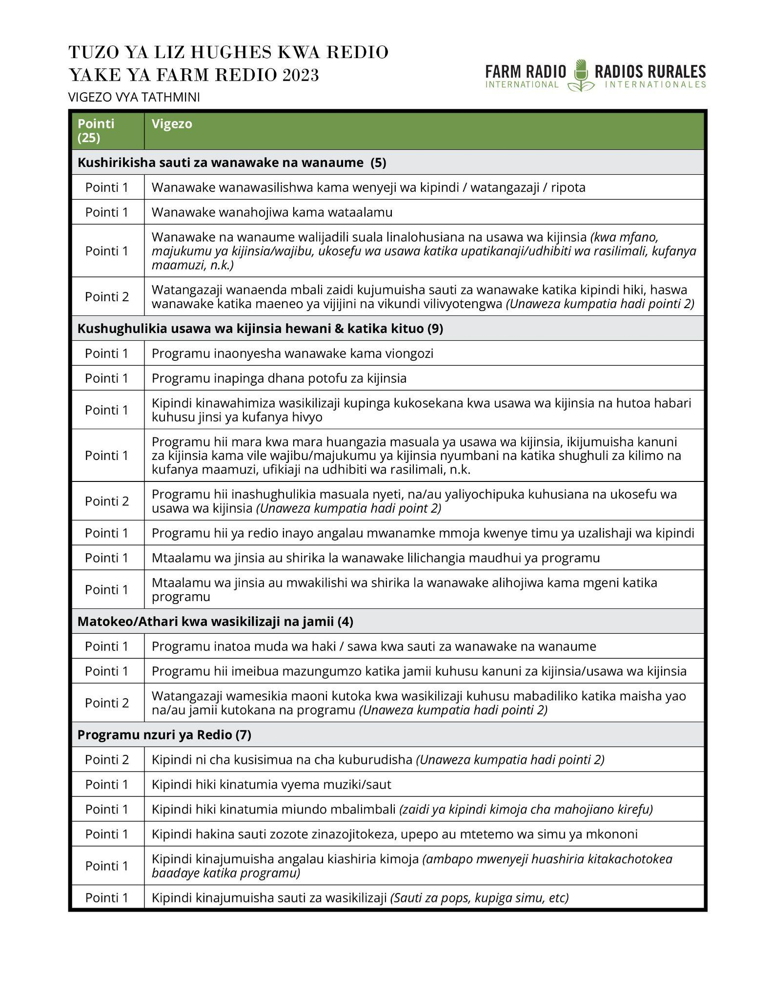 TUZO YA LIZ HUGHES KWA REDIO
YAKE YA FARM REDIO 2023
VIGEZO VYA TATHMINI
FARM RADIO RADIOS RURALES
INTERNATIONAL INTERNATIONALES
Pointi
(25)
Vigezo
Kushirikisha sauti za wanawake na wanaume (5)
Pointi 1
Wanawake wanawasilishwa kama wenyeji wa kipindi / watangazaji / ripota
Pointi 1
Wanawake wanahojiwa kama wataalamu
Pointi 1
Wanawake na wanaume walijadili suala linalohusiana na usawa wa kijinsia (kwa mfano,
majukumu ya kijinsia/wajibu, ukosefu wa usawa katika upatikanaji/udhibiti wa rasilimali, kufanya
maamuzi, n.k.)
Pointi 2
Watangazaji wanaenda mbali zaidi kujumuisha sauti za wanawake katika kipindi hiki, haswa
wanawake katika maeneo ya vijijini na vikundi vilivyotengwa (Unaweza kumpatia hadi pointi 2)
Kushughulikia usawa wa kijinsia hewani & katika kituo (9)
Pointi 1
Programu inaonyesha wanawake kama viongozi
Pointi 1
Programu inapinga dhana potofu za kijinsia
Pointi 1
Kipindi kinawahimiza wasikilizaji kupinga kukosekana kwa usawa wa kijinsia na hutoa habari
kuhusu jinsi ya kufanya hivyo
Pointi 1
Programu hii mara kwa mara huangazia masuala ya usawa wa kijinsia, ikijumuisha kanuni
za kijinsia kama vile wajibu/majukumu ya kijinsia nyumbani na katika shughuli za kilimo na
kufanya maamuzi, ufikiaji na udhibiti wa rasilimali, n.k.
Pointi 2
Programu hii inashughulikia masuala nyeti, na/au yaliyochipuka kuhusiana na ukosefu wa
usawa wa kijinsia (Unaweza kumpatia hadi point 2)
Pointi 1
Programu hii ya redio inayo angalau mwanamke mmoja kwenye timu ya uzalishaji wa kipindi
Pointi 1
Mtaalamu wa jinsia au shirika la wanawake lilichangia maudhui ya programu
Pointi 1
Mtaalamu wa jinsia au mwakilishi wa shirika la wanawake alihojiwa kama mgeni katika
programu
Matokeo/Athari kwa wasikilizaji na jamii (4)
Pointi 1
Programu inatoa muda wa haki / sawa kwa sauti za wanawake na wanaume
Pointi 1
Programu hii imeibua mazungumzo katika jamii kuhusu kanuni za kijinsia/usawa wa kijinsia
Pointi 2
Watangazaji wamesikia maoni kutoka kwa wasikilizaji kuhusu mabadiliko katika maisha yao
na/au jamii kutokana na programu (Unaweza kumpatia hadi pointi 2)
Programu nzuri ya Redio (7)
Pointi 2
Kipindi ni cha kusisimua na cha kuburudisha (Unaweza kumpatia hadi pointi 2)
Pointi 1
Kipindi hiki kinatumia vyema muziki/saut
Pointi 1
Kipindi hiki kinatumia miundo mbalimbali (zaidi ya kipindi kimoja cha mahojiano kirefu)
Pointi 1
Kipindi hakina sauti zozote zinazojitokeza, upepo au mtetemo wa simu ya mkononi
Pointi 1
Kipindi kinajumuisha angalau kiashiria kimoja (ambapo mwenyeji huashiria kitakachotokea
baadaye katika programu)
Pointi 1
Kipindi kinajumuisha sauti za wasikilizaji (Sauti za pops, kupiga simu, etc)